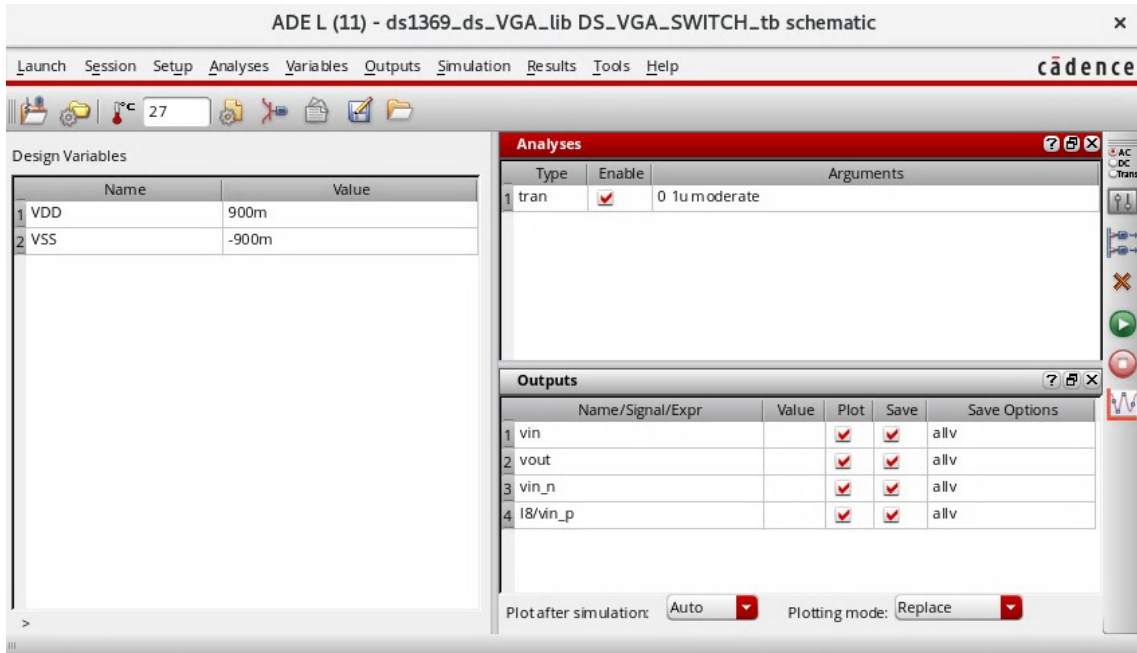 ADE L (11) - ds1369_ds_VGA_lib DS_VGA_SWITCH_tb schematic ×
Launch Session Setup Analyses Variables Outputs Simulation Results Tools Help cādence
°C 27
Design Variables
Name Value
1 VDD 900m
2 VSS -900m
>
Analyses ? ×
Type Enable Arguments
1 tran 0 1u moderate
AC
DC
Trans
Outputs ? ×
Name/Signal/Expr Value Plot Save Save Options
1 vin allv
2 vout allv
3 vin_n allv
4 I8/vin_p allv
Plot after simulation: Auto Plotting mode: Replace